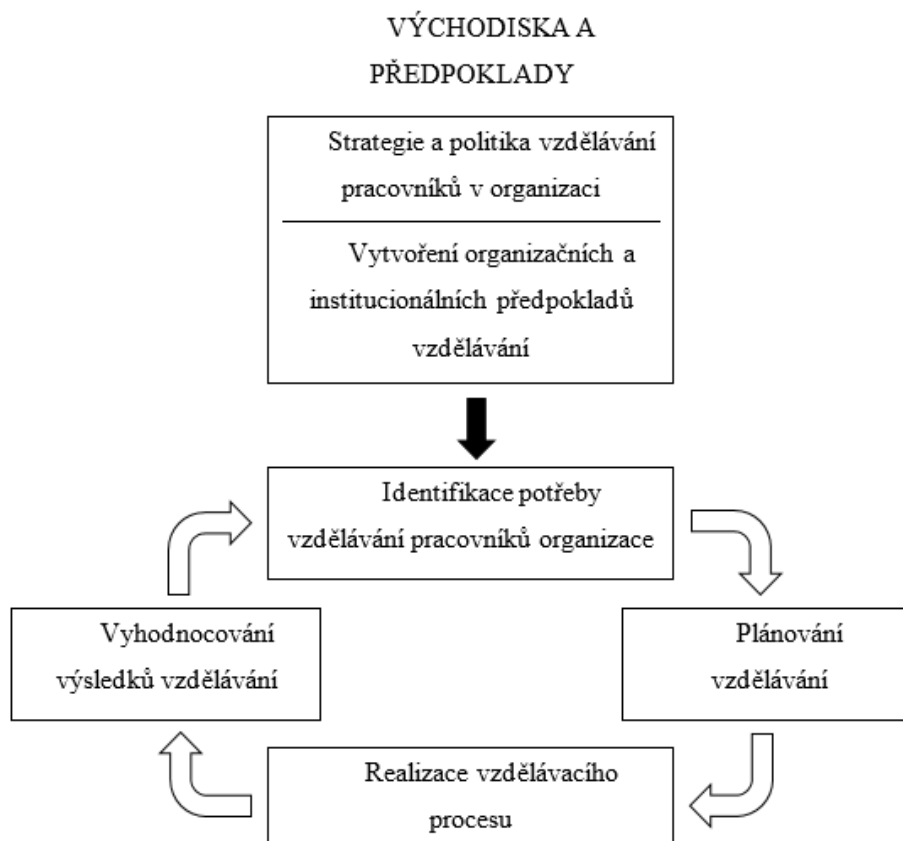 VÝCHODISKA A
PŘEDPOKLADY
Strategie a politika vzdělávání
pracovníků v organizaci
Vytvoření organizačních a
institucionálních předpokladů
vzdělávání
Identifikace potřeby
vzdělávání pracovníků organizace
Vyhodnocování
výsledků vzdělávání
Plánování
vzdělávání
Realizace vzdělávacího
procesu